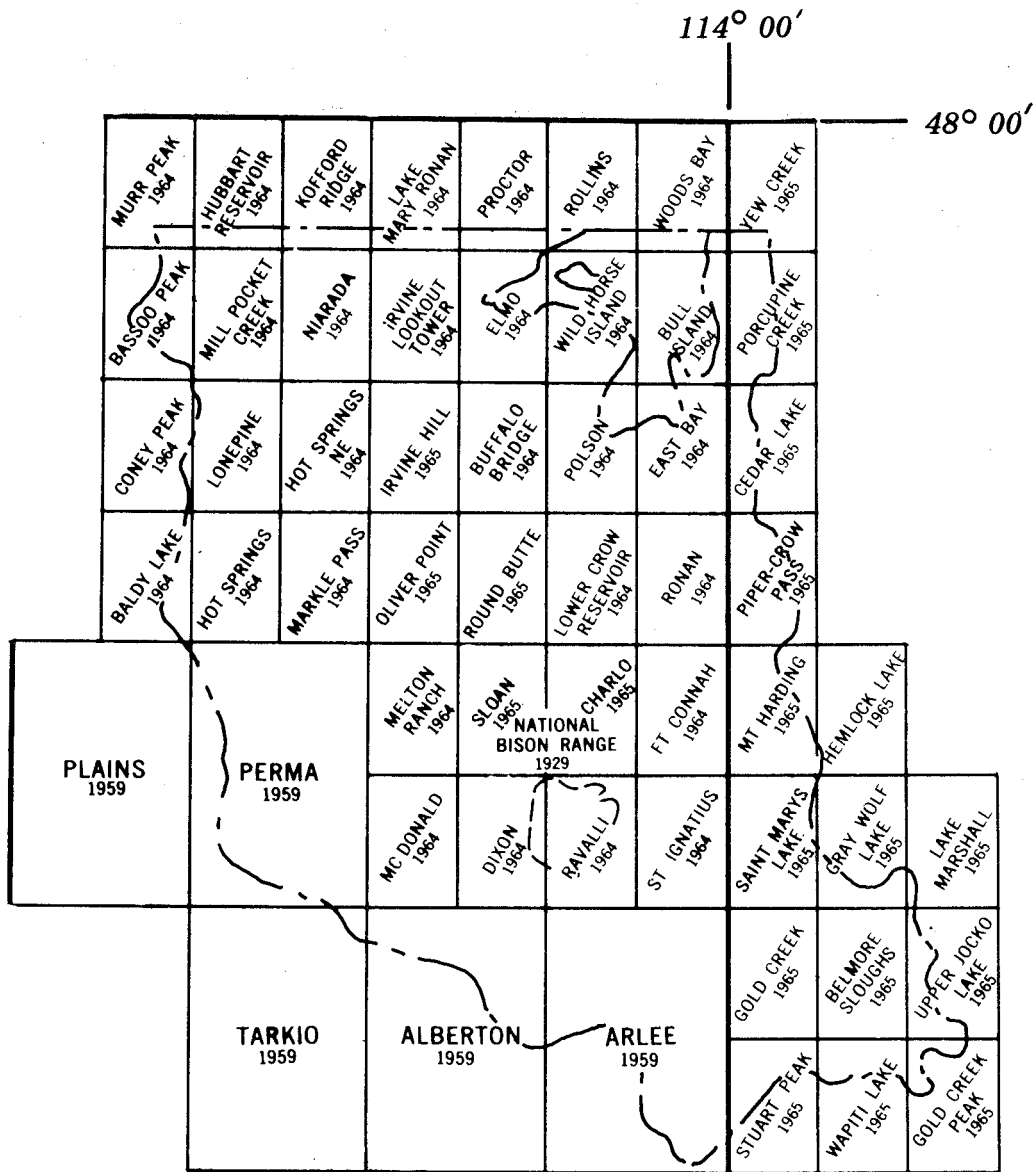 114° 00'
48° 00'
MURR PEAK
1964
HUBBART
RESERVOIR
1964
KOFFORD
RIDGE
1964
LAKE
MARY RONAN
1964
PROCTOR
1964
ROLLINS
1964
WOODS BAY
1964
YEW CREEK
1965
BASSOO PEAK
1964
MILL POCKET
CREEK
1964
NIARADA
1964
IRVINE
LOOKOUT
TOWER
1964
ELMO
1964
WILD HORSE
ISLAND
1964
BULL
ISLAND
1964
PORCUPINE
CREEK
1965
CONEY PEAK
1964
LONEPINE
1964
HOT SPRINGS
NE
1964
IRVINE HILL
1965
BUFFALO
BRIDGE
1964
POLSON
1964
EAST BAY
1964
CEDAR LAKE
1965
BALDY LAKE
1964
HOT SPRINGS
1964
MARKLE PASS
1964
OLIVER POINT
1965
ROUND BUTTE
1965
LOWER CROW
RESERVOIR
1964
RONAN
1964
PIPER-CROW
PASS
1965
PLAINS
1959
PERMA
1959
MELTON
RANCH
1964
SLOAN
1965
CHARLO
1965
NATIONAL
BISON RANGE
1929
FT CONNAH
1964
MT HARDING
1965
HEMLOCK LAKE
1965
MC DONALD
1964
DIXON
1964
RAVALLI
1964
ST IGNATIUS
1964
SAINT MARYS
LAKE
1965
GRAY WOLF
LAKE
1965
LAKE
MARSHALL
1965
TARKIO
1959
ALBERTON
1959
ARLEE
1959
GOLD CREEK
1965
BELMORE
SLOUGHS
1965
UPPER JOCKO
LAKE
1965
STUART PEAK
1965
WAPITI LAKE
1965
GOLD CREEK
PEAK
1965